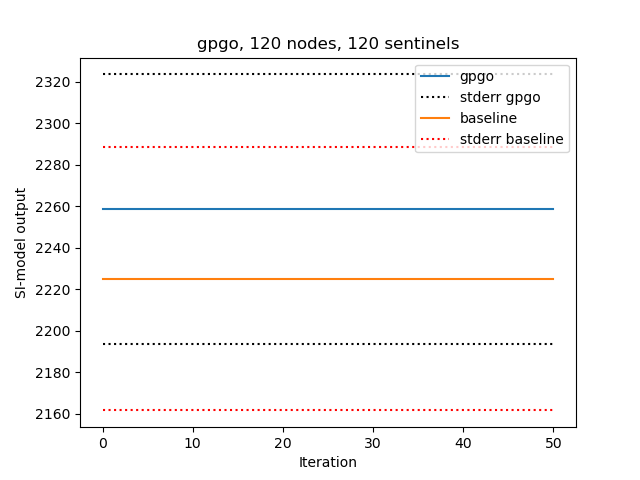 gpgo, 120 nodes, 120 sentinels
gpgo
stderr gpgo
baseline
stderr baseline
2320
2300
2280
2260
2240
2220
2200
2180
2160
SI-model output
0 10 20 30 40 50
Iteration